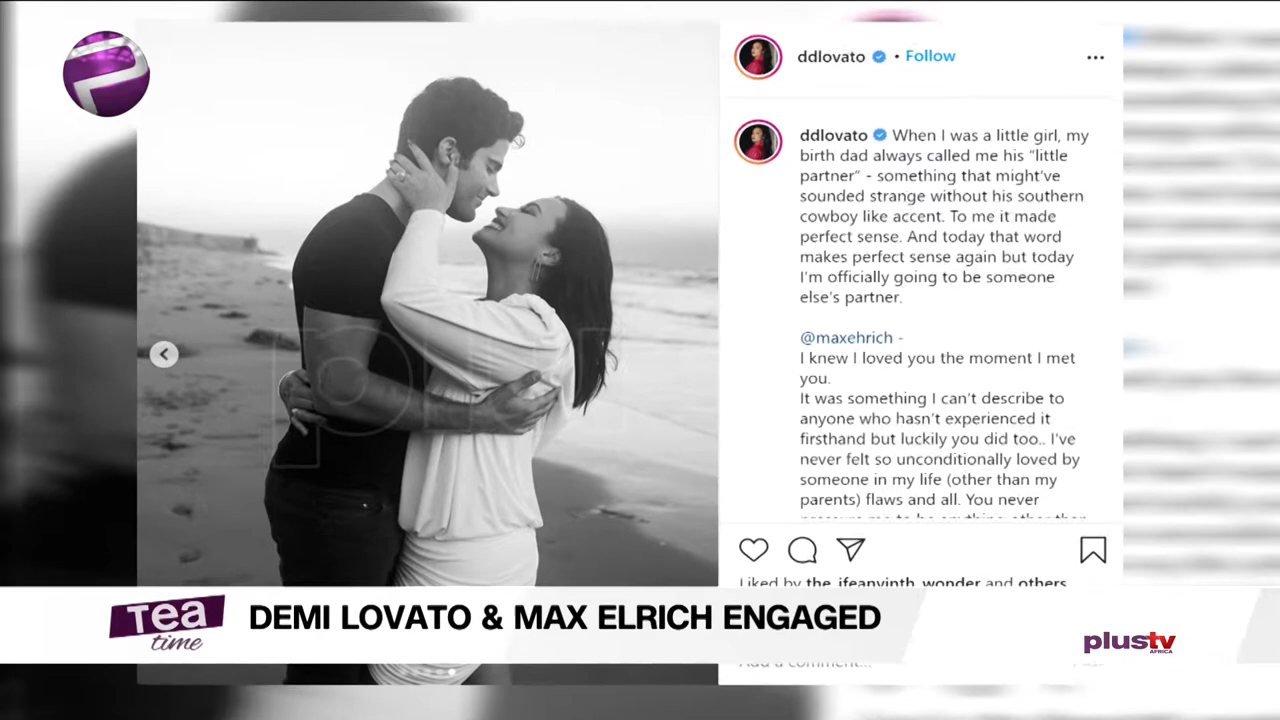 ddlovato • Follow
ddlovato When I was a little girl, my
birth dad always called me his “little
partner” - something that might’ve
sounded strange without his southern
cowboy like accent. To me it made
perfect sense. And today that word
makes perfect sense again but today
I’m officially going to be someone
else’s partner.
@maxehrich -
I knew I loved you the moment I met
you.
It was something I can’t describe to
anyone who hasn’t experienced it
firsthand but luckily you did too.. I’ve
never felt so unconditionally loved by
someone in my life (other than my
parents) flaws and all. You never
Liked by the_ifeanyinth_wonder and others
Tea
time
DEMI LOVATO & MAX ELRICH ENGAGED
plustv
AFRICA
Add a comment...